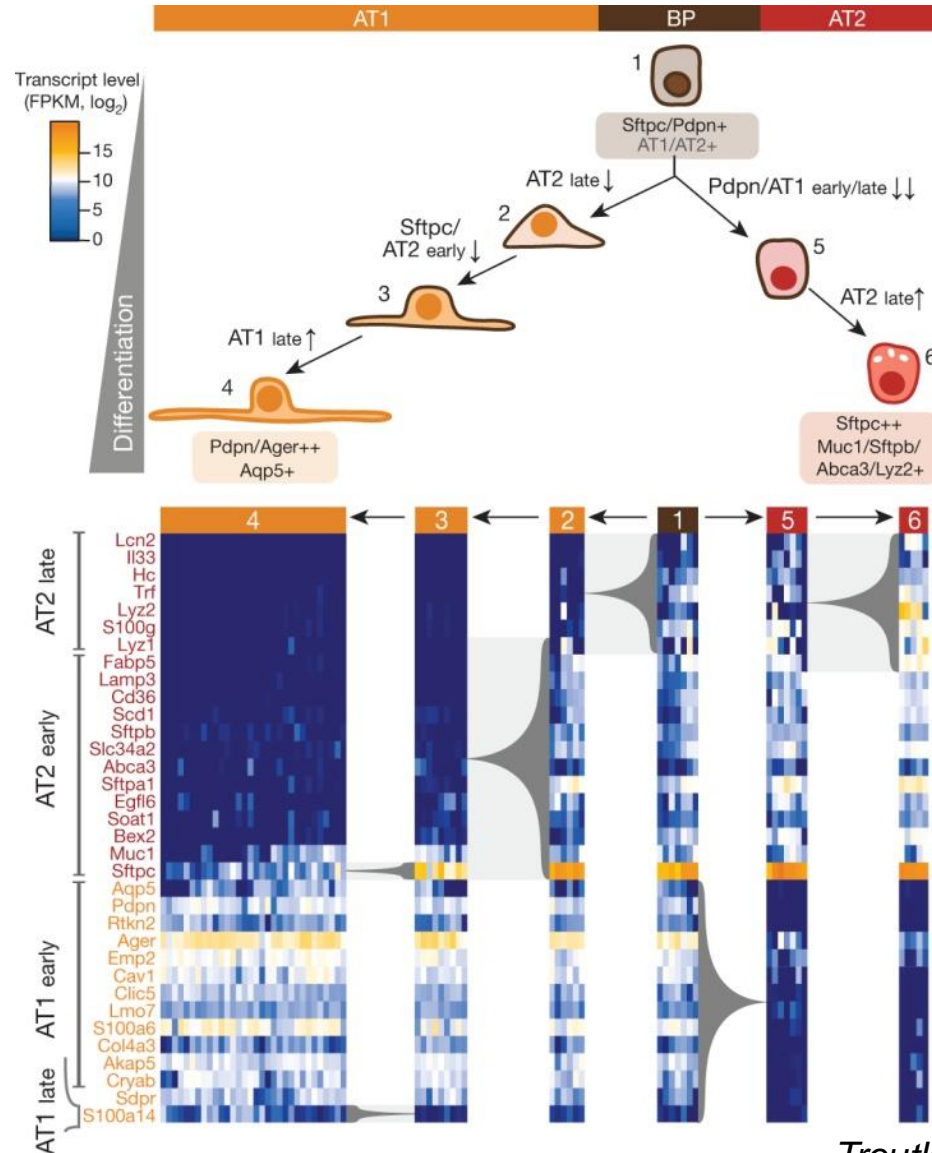 AT1
BP
AT2
Transcript level
(FPKM, log2)
15
10
5
0
Differentiation
1
Sftpc/Pdpn+
AT1/AT2+
AT2 late ↓
Pdpn/AT1 early/late ↓↓
2
Sftpc/
AT2 early ↓
5
3
AT2 late ↑
AT1 late ↑
6
4
Pdpn/Ager++
Aqp5+
Sftpc++
Muc1/Sftpb/
Abca3/Lyz2+
4
3
2
1
5
6
AT2 late
Lcn2
Il33
Hc
Trf
Lyz2
S100g
Lyz1
AT2 early
Fabp5
Lamp3
Cd36
Scd1
Sftpb
Slc34a2
Abca3
Sftpa1
Egfl6
Soat1
Bex2
Muc1
Sftpc
AT1 early
Aqp5
Pdpn
Rtkn2
Ager
Emp2
Cav1
Clic5
Lmo7
S100a6
Col4a3
Akap5
Cryab
AT1 late
Sdpr
S100a14